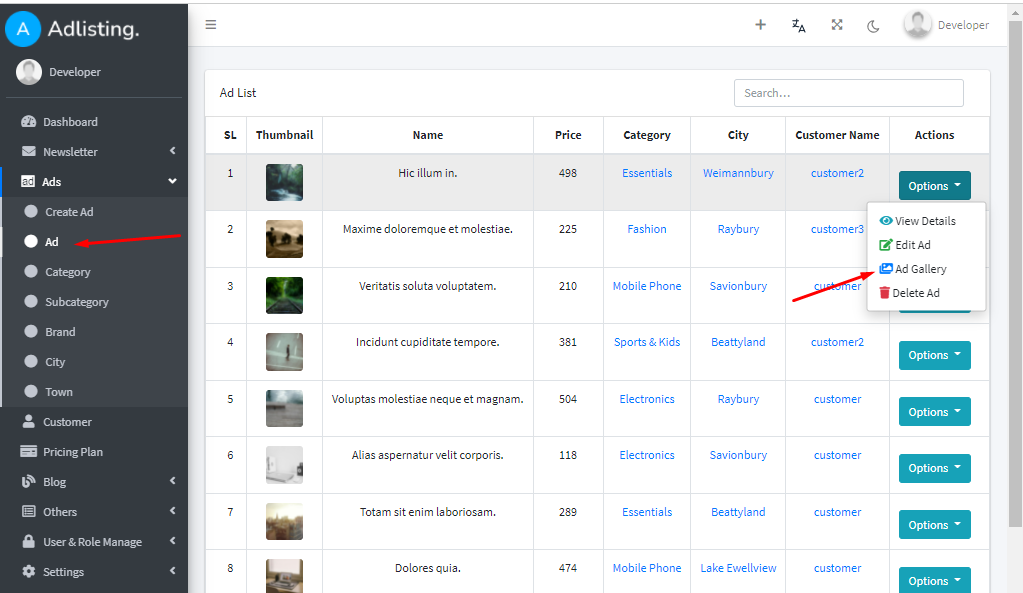 A Adlisting.
Developer
Developer
Dashboard
Newsletter
ad Ads
Create Ad
Ad
Category
Subcategory
Brand
City
Town
Customer
Pricing Plan
Blog
Others
User & Role Manage
Settings
Ad List Search...
SL Thumbnail Name Price Category City Customer Name Actions
1 Hic illum in. 498 Essentials Weimannbury customer2 Options
View Details
Edit Ad
Ad Gallery
Delete Ad
2 Maxime doloremque et molestiae. 225 Fashion Raybury customer3
3 Veritatis soluta voluptatem. 210 Mobile Phone Savionbury customer
4 Incidunt cupiditate tempore. 381 Sports & Kids Beattyland customer2 Options
5 Voluptas molestiae neque et magnam. 504 Electronics Raybury customer Options
6 Alias aspernatur velit corporis. 118 Electronics Savionbury customer Options
7 Totam sit enim laboriosam. 289 Essentials Beattyland customer Options
8 Dolores quia. 474 Mobile Phone Lake Ewellview customer Options